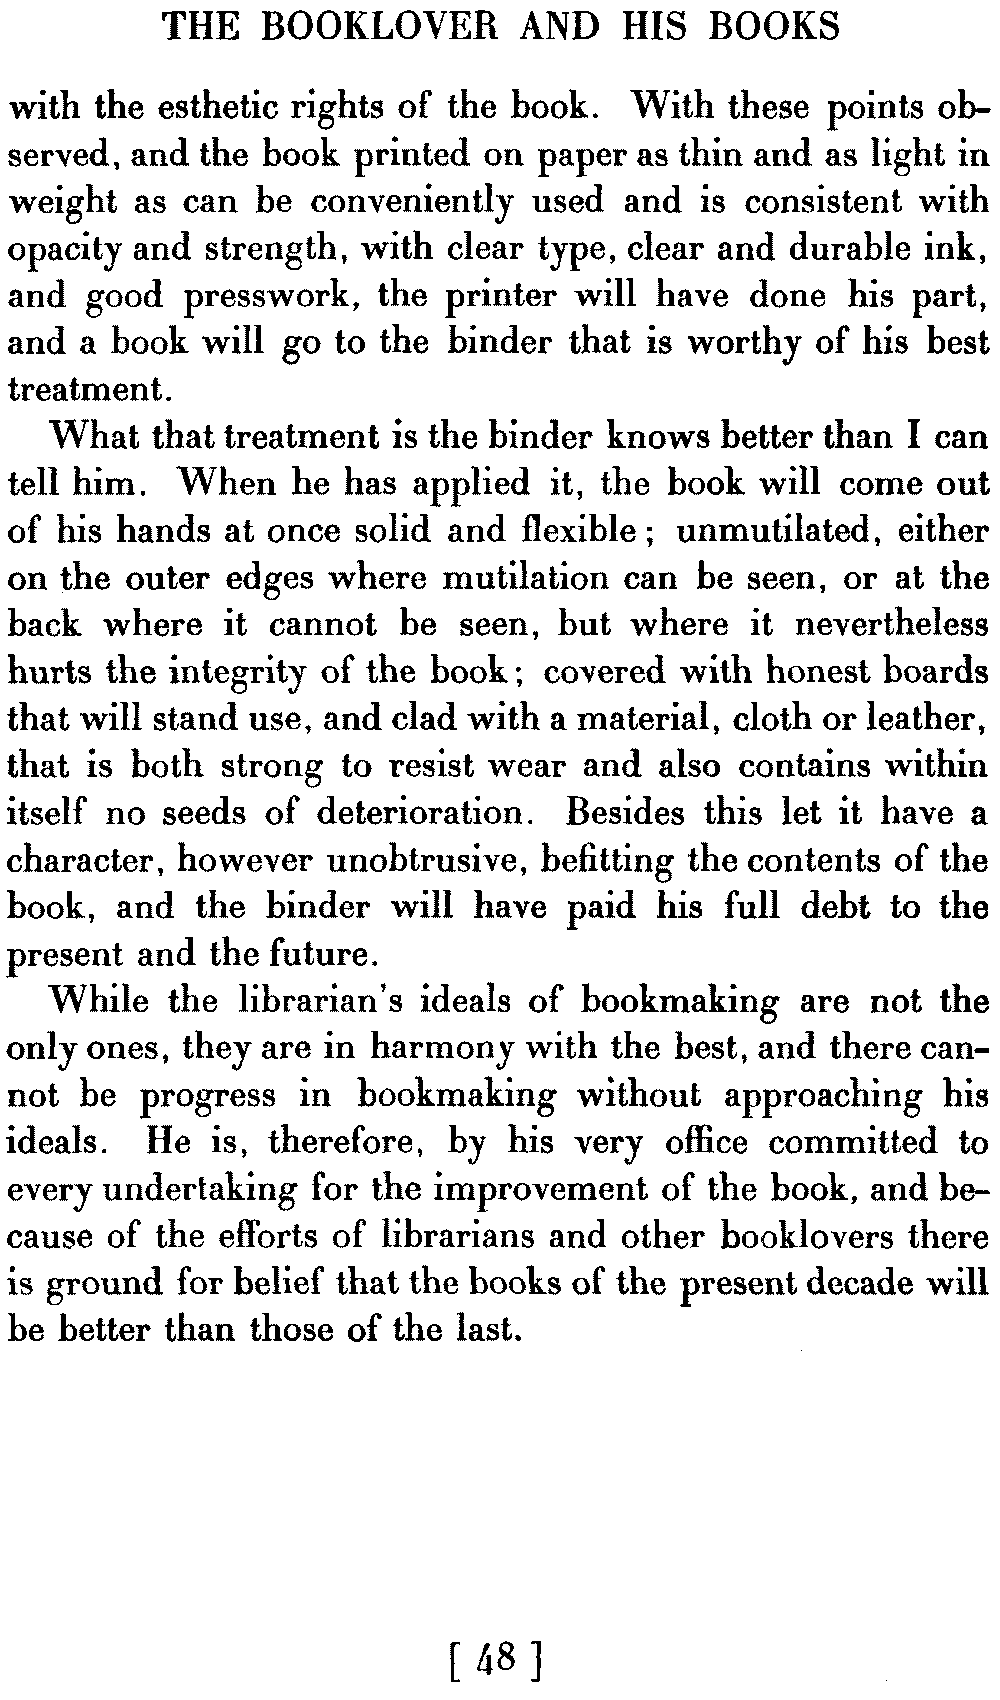 THE BOOKLOVER AND HIS BOOKS
with the esthetic rights of the book. With these points ob-
served, and the book printed on paper as thin and as light in
weight as can be conveniently used and is consistent with
opacity and strength, with clear type, clear and durable ink,
and good presswork, the printer will have done his part,
and a book will go to the binder that is worthy of his best
treatment.
What that treatment is the binder knows better than I can
tell him. When he has applied it, the book will come out
of his hands at once solid and flexible; unmutilated, either
on the outer edges where mutilation can be seen, or at the
back where it cannot be seen, but where it nevertheless
hurts the integrity of the book; covered with honest boards
that will stand use, and clad with a material, cloth or leather,
that is both strong to resist wear and also contains within
itself no seeds of deterioration. Besides this let it have a
character, however unobtrusive, befitting the contents of the
book, and the binder will have paid his full debt to the
present and the future.
While the librarian's ideals of bookmaking are not the
only ones, they are in harmony with the best, and there can-
not be progress in bookmaking without approaching his
ideals. He is, therefore, by his very office committed to
every undertaking for the improvement of the book, and be-
cause of the efforts of librarians and other booklovers there
is ground for belief that the books of the present decade will
be better than those of the last.
[ 48 ]